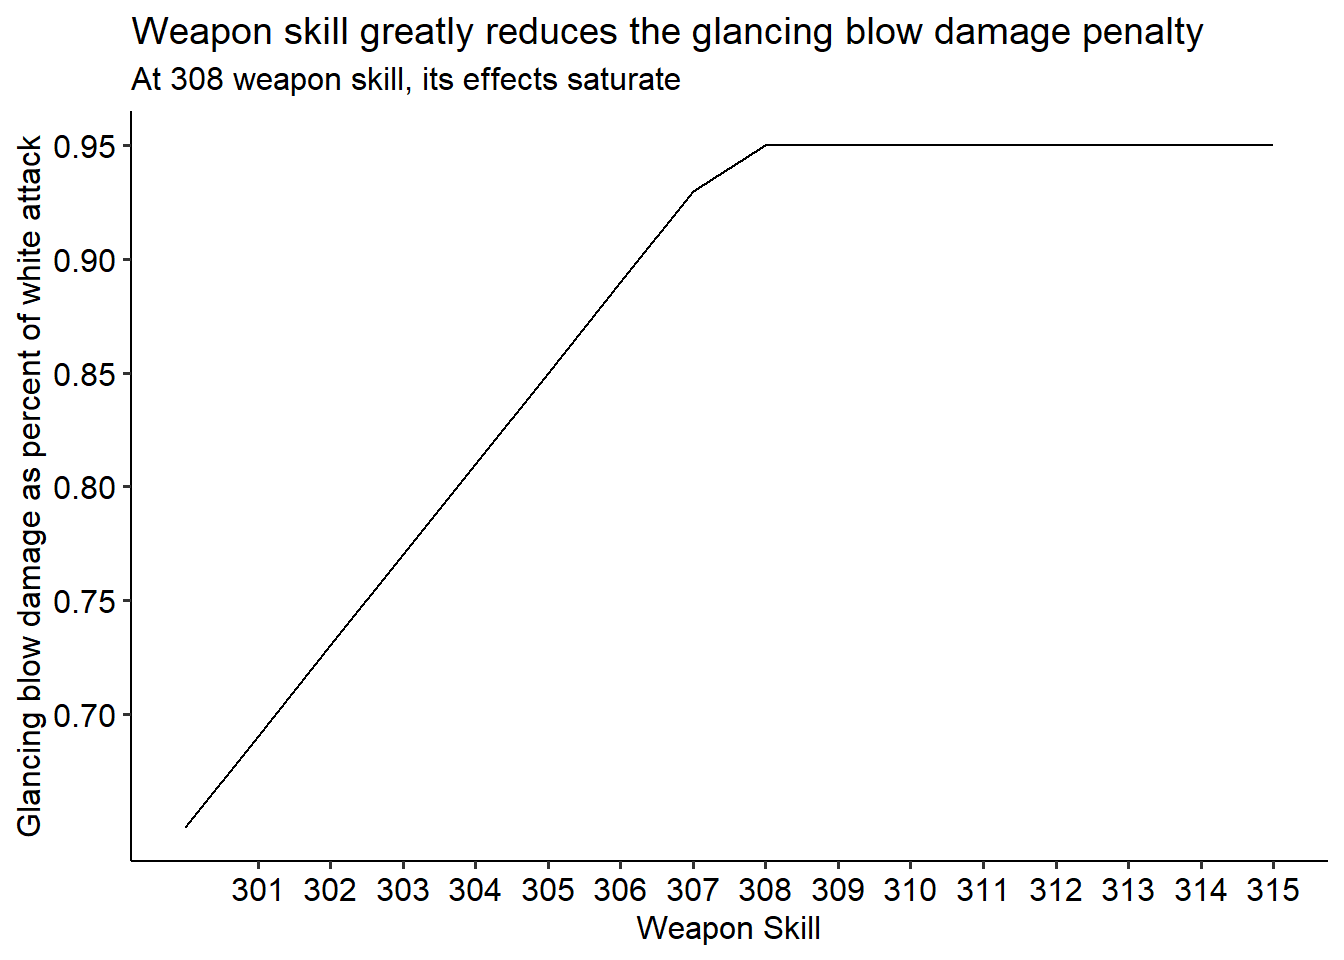 Weapon skill greatly reduces the glancing blow damage penalty
At 308 weapon skill, its effects saturate
Glancing blow damage as percent of white attack
0.95
0.90
0.85
0.80
0.75
0.70
301 302 303 304 305 306 307 308 309 310 311 312 313 314 315
Weapon Skill